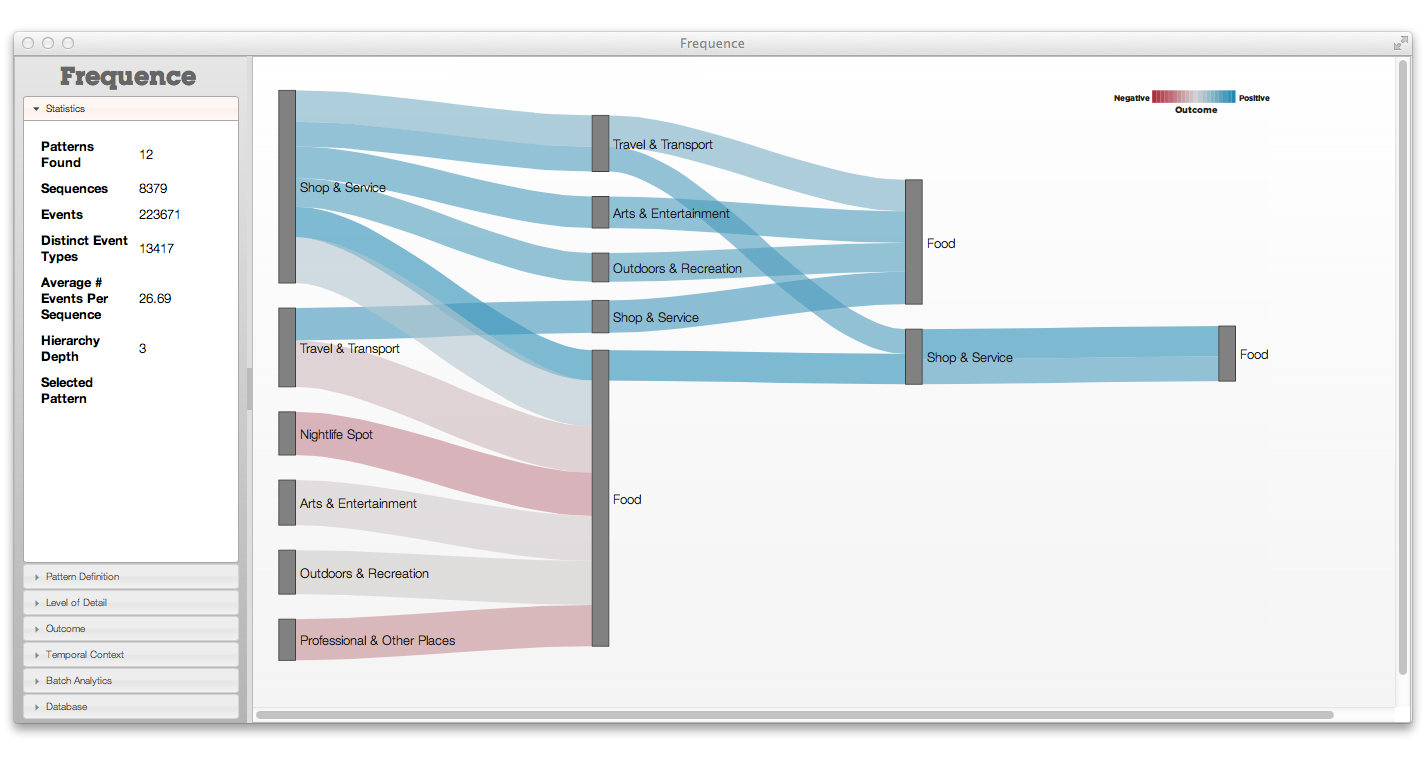 Frequence
Frequence
Statistics
Patterns
Found
12
Sequences 8379
Events 223671
Distinct Event
Types
13417
Average #
Events Per
Sequence
26.69
Hierarchy
Depth
3
Selected
Pattern
Pattern Definition
Level of Detail
Outcome
Temporal Context
Batch Analytics
Database
Negative Positive
Outcome
Shop & Service
Travel & Transport
Nightlife Spot
Arts & Entertainment
Outdoors & Recreation
Professional & Other Places
Travel & Transport
Arts & Entertainment
Outdoors & Recreation
Shop & Service
Food
Food
Shop & Service
Food